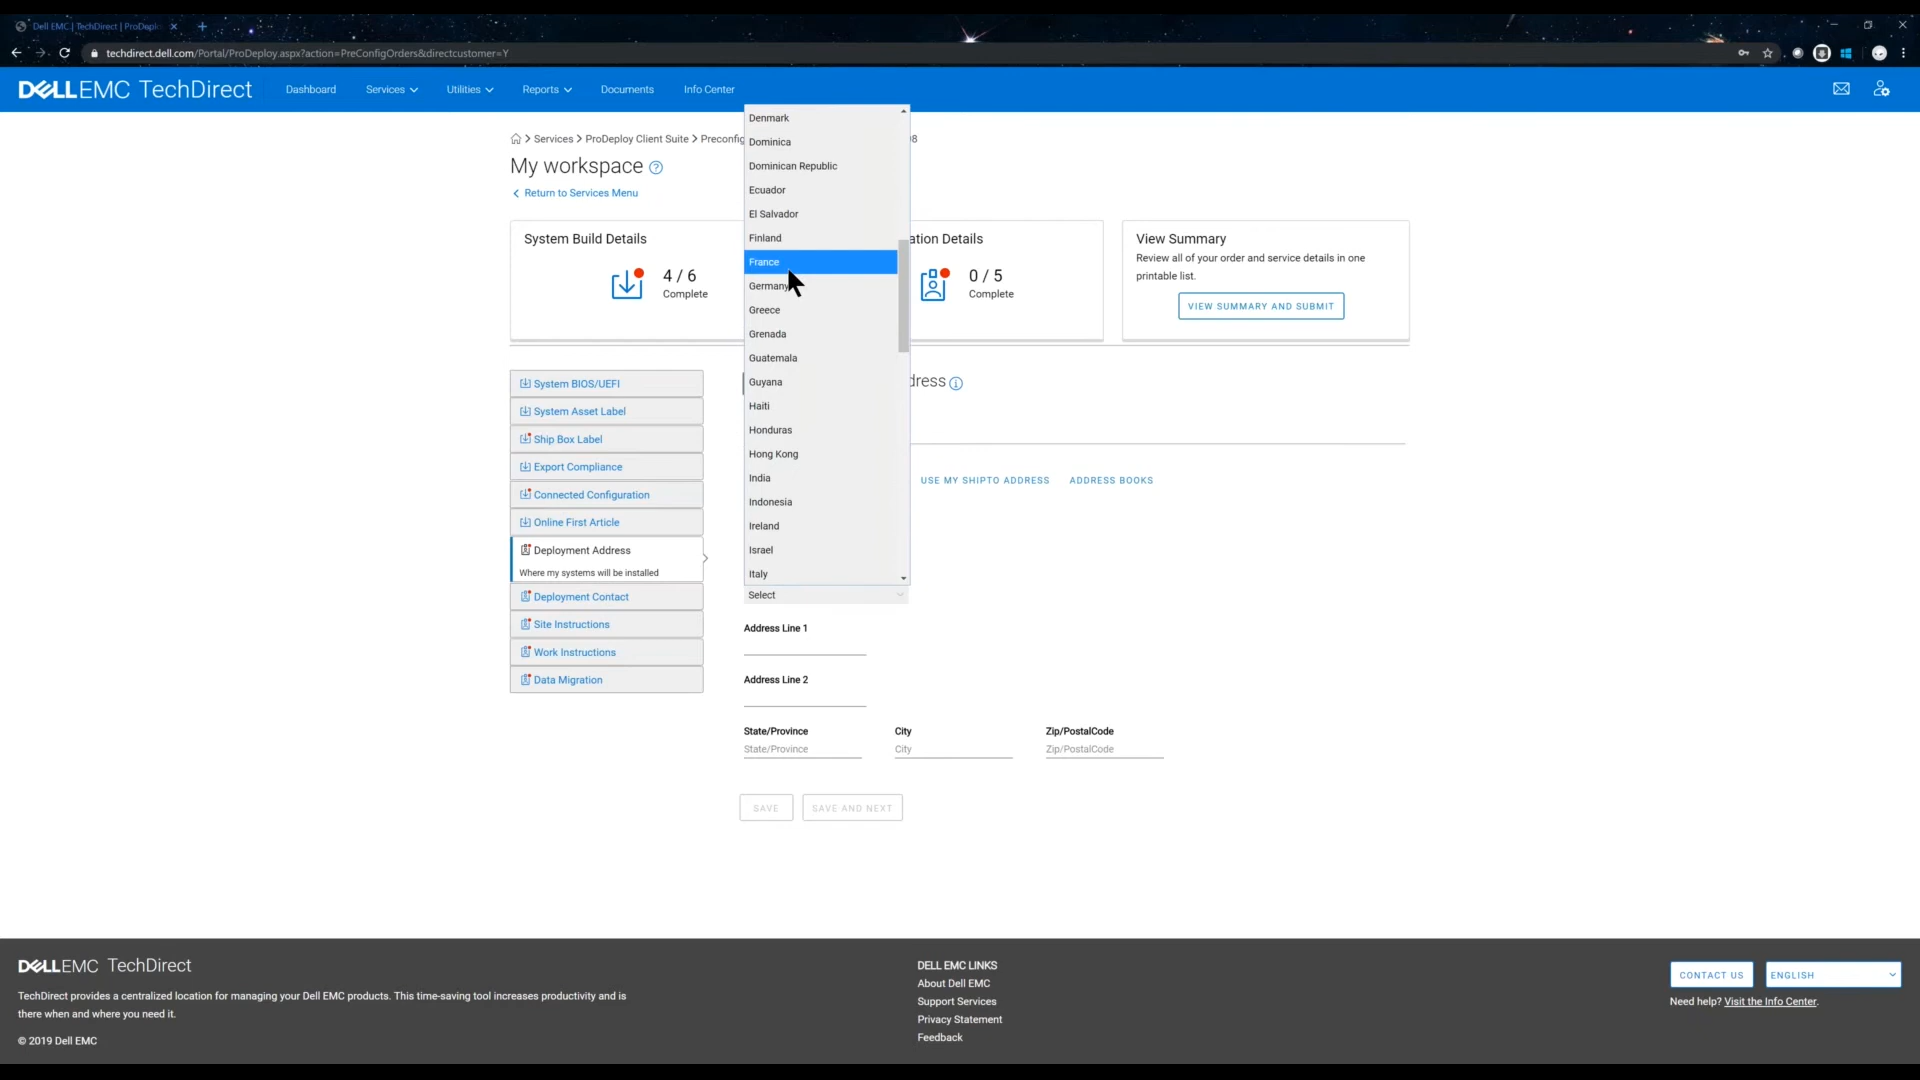 Dell EMC | TechDirect | ProDeplo
techdirect.dell.com/Portal/ProDeploy.aspx?action=PreConfigOrders&directcustomer=Y
DELLEMC TechDirect
Dashboard
Services
Utilities
Reports
Documents
Info Center
> Services > ProDeploy Client Suite > Preconfig
98
My workspace
Return to Services Menu
System Build Details
4 / 6
Complete
ation Details
0 / 5
Complete
View Summary
Review all of your order and service details in one
printable list.
VIEW SUMMARY AND SUBMIT
System BIOS/UEFI
System Asset Label
Ship Box Label
Export Compliance
Connected Configuration
Online First Article
Deployment Address
Where my systems will be installed
Deployment Contact
Site Instructions
Work Instructions
Data Migration
Denmark
Dominica
Dominican Republic
Ecuador
El Salvador
Finland
France
Germany
Greece
Grenada
Guatemala
Guyana
Haiti
Honduras
Hong Kong
India
Indonesia
Ireland
Israel
Italy
Select
dress
USE MY SHIPTO ADDRESS
ADDRESS BOOKS
Address Line 1
Address Line 2
State/Province
City
Zip/PostalCode
State/Province
City
Zip/PostalCode
SAVE
SAVE AND NEXT
DELLEMC TechDirect
TechDirect provides a centralized location for managing your Dell EMC products. This time-saving tool increases productivity and is
there when and where you need it.
© 2019 Dell EMC
DELL EMC LINKS
About Dell EMC
Support Services
Privacy Statement
Feedback
CONTACT US
ENGLISH
Need help? Visit the Info Center.